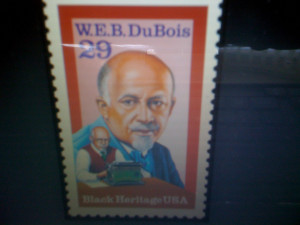 W.E.B. DuBois
29
Black Heritage USA